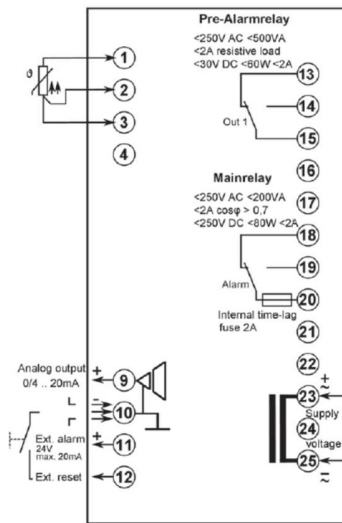 Pre-Alarmrelay
<250V AC <500VA
<2A resistive load
<30V DC <60W <2A
ϑ
1
2
3
4
13
14
Out 1
15
16
Mainrelay
<250V AC <200VA
<2A cosφ > 0,7
<250V DC <80W <2A
17
18
19
Alarm
20
Internal time-lag
fuse 2A
21
22
Analog output
0/4 .. 20mA
+
9
-
10
Ext. alarm
24V
max. 20mA
+
11
Ext. reset
12
+
~
23
Supply
24
voltage
25
-
~